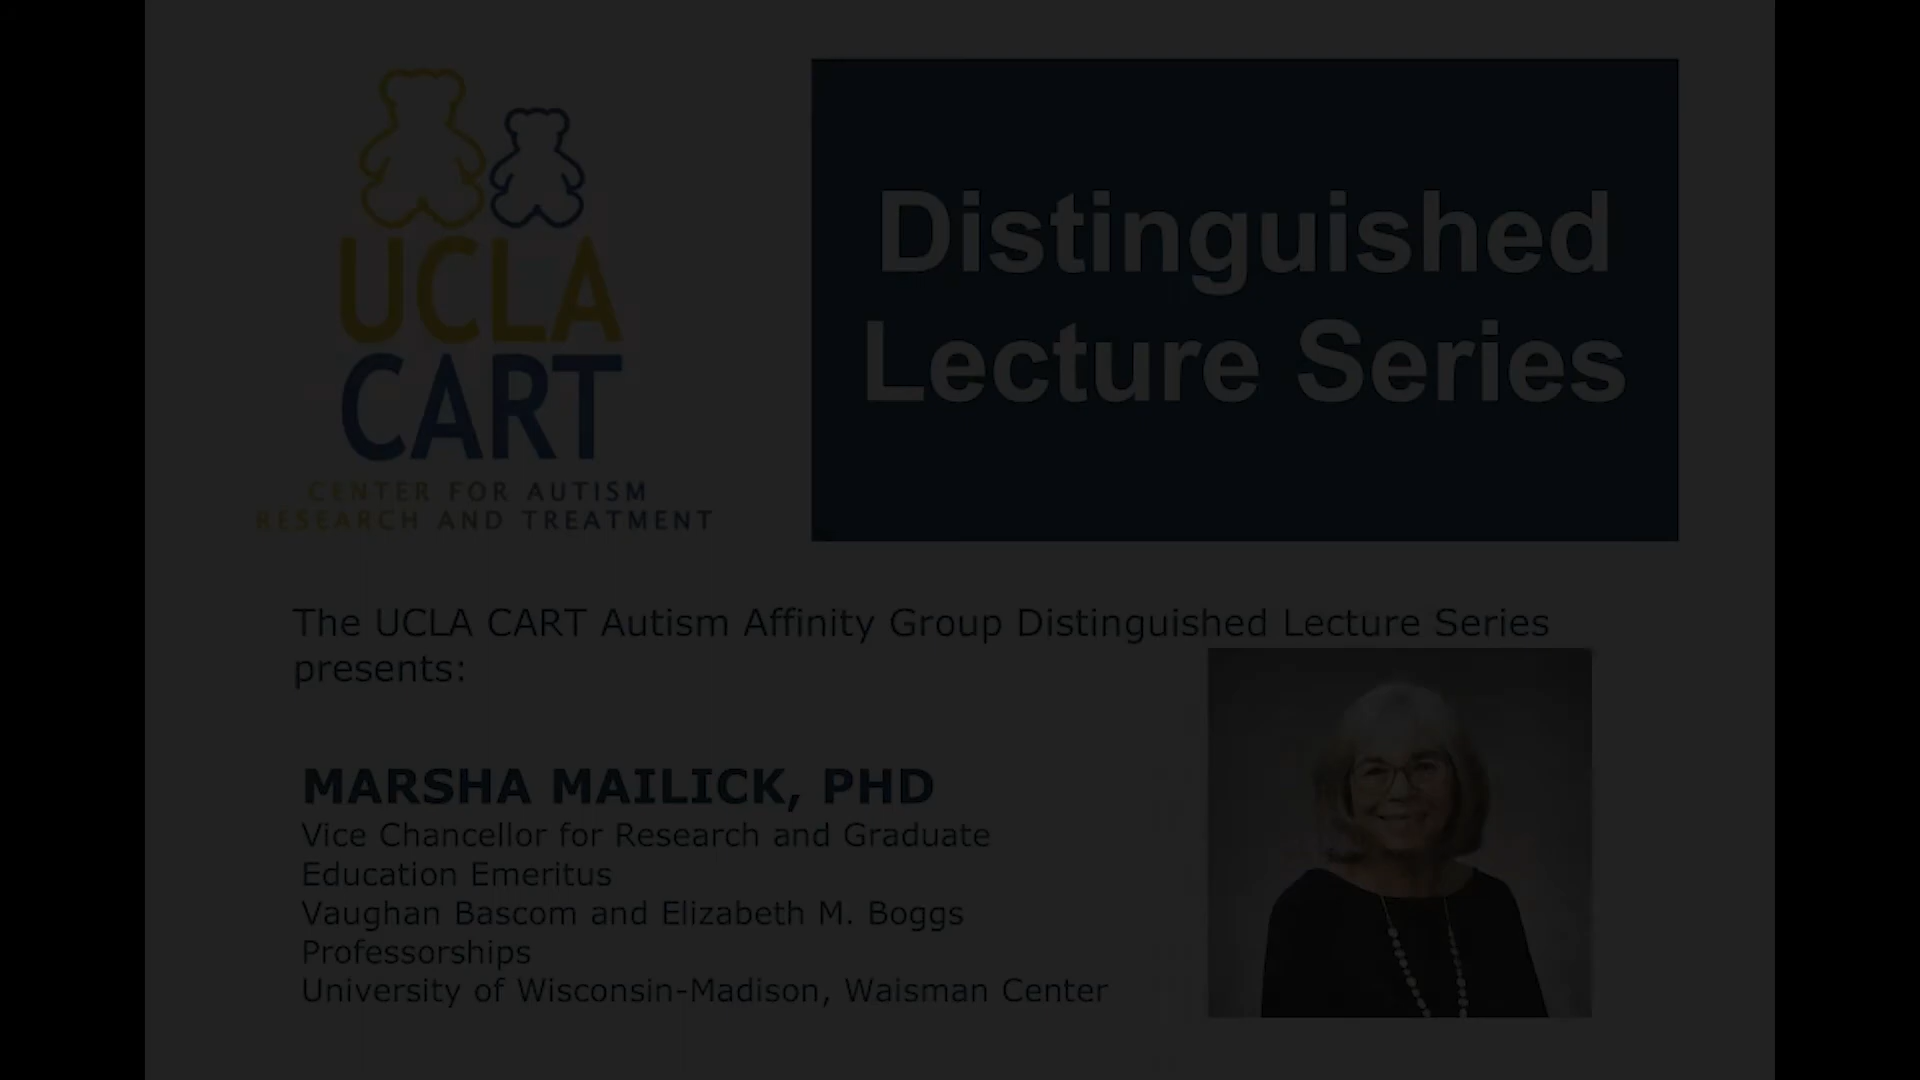 UCLA
CART
CENTER FOR AUTISM
RESEARCH AND TREATMENT
Distinguished
Lecture Series
The UCLA CART Autism Affinity Group Distinguished Lecture Series
presents:
MARSHA MAILICK, PHD
Vice Chancellor for Research and Graduate
Education Emeritus
Vaughan Bascom and Elizabeth M. Boggs
Professorships
University of Wisconsin-Madison, Waisman Center